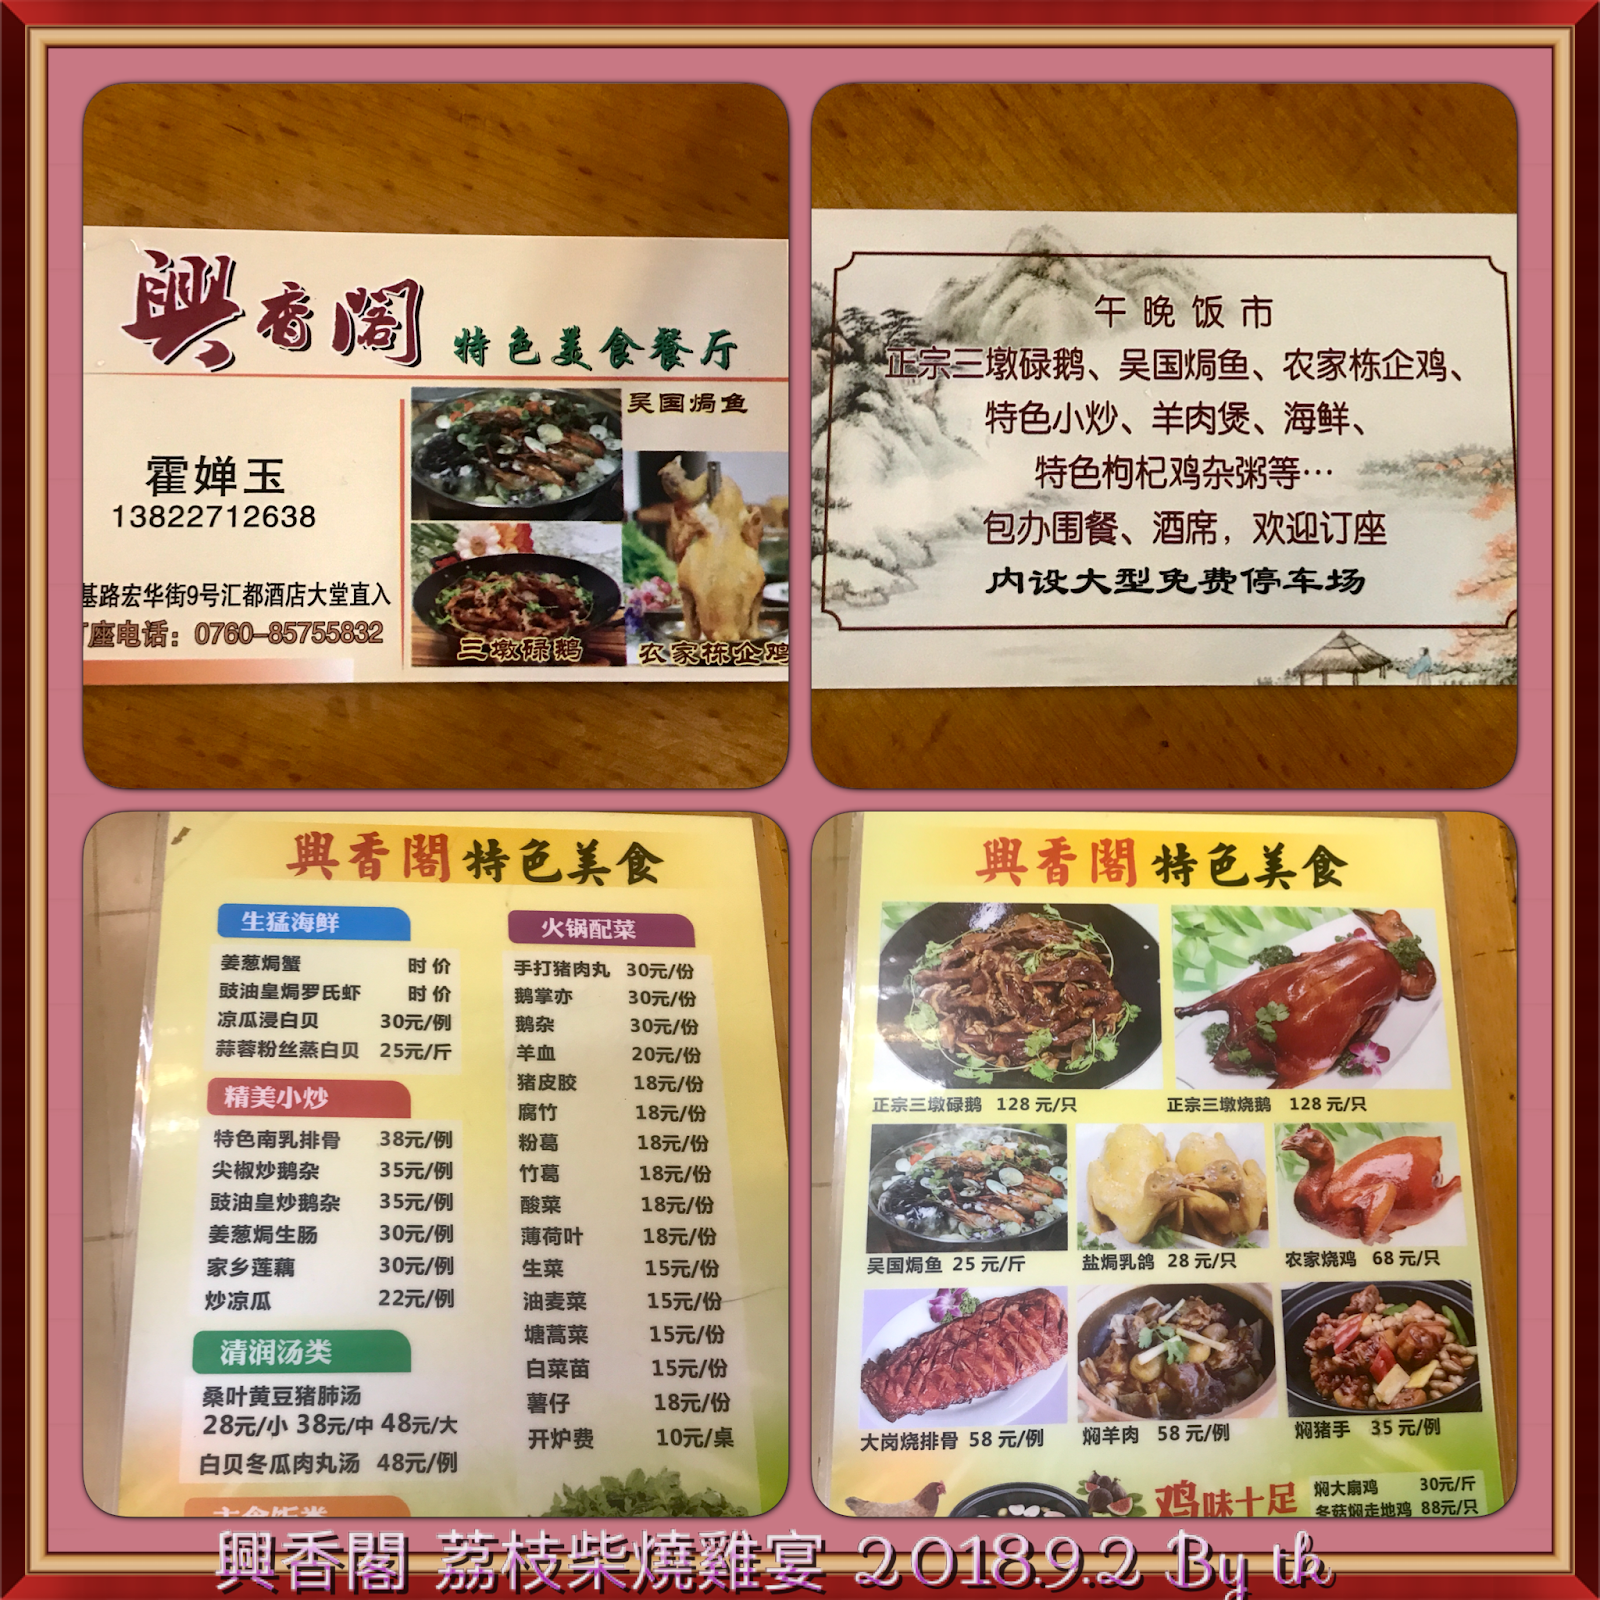 興香閣 特色美食餐厅
吴国焗鱼
霍婵玉
13822712638
基路宏华街9号汇都酒店大堂直入
订座电话：0760-85755832
三墩碌鹅
农家栋企鸡
午晚饭市
正宗三墩碌鹅、吴国焗鱼、农家栋企鸡、
特色小炒、羊肉煲、海鲜、
特色枸杞鸡杂粥等…
包办围餐、酒席，欢迎订座
内设大型免费停车场
興香閣特色美食
生猛海鲜
姜葱焗蟹 时价
豉油皇焗罗氏虾 时价
凉瓜浸白贝 30元/例
蒜蓉粉丝蒸白贝 25元/斤
精美小炒
特色南乳排骨 38元/例
尖椒炒鹅杂 35元/例
豉油皇炒鹅杂 35元/例
姜葱焗生肠 30元/例
家乡莲藕 30元/例
炒凉瓜 22元/例
清润汤类
桑叶黄豆猪肺汤
28元/小 38元/中 48元/大
白贝冬瓜肉丸汤 48元/例
主食饭类
火锅配菜
手打猪肉丸 30元/份
鹅掌亦 30元/份
鹅杂 30元/份
羊血 20元/份
猪皮胶 18元/份
腐竹 18元/份
粉葛 18元/份
竹葛 18元/份
酸菜 18元/份
薄荷叶 18元/份
生菜 15元/份
油麦菜 15元/份
塘蒿菜 15元/份
白菜苗 15元/份
薯仔 18元/份
开炉费 10元/桌
興香閣特色美食
正宗三墩碌鹅 128元/只
正宗三墩烧鹅 128元/只
吴国焗鱼 25元/斤
盐焗乳鸽 28元/只
农家烧鸡 68元/只
大岗烧排骨 58元/例
焖羊肉 58元/例
焖猪手 35元/例
鸡味十足
焖大扇鸡 30元/斤
冬菇焖走地鸡 88元/只
興香閣 荔枝柴燒雞宴 2018.9.2 By tk